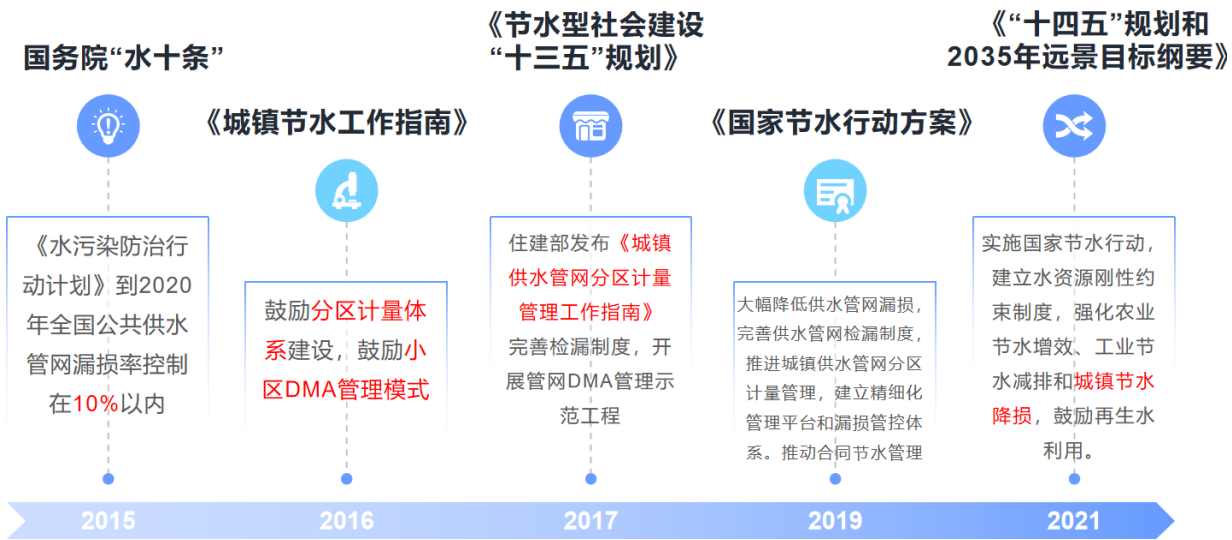 国务院“水十条”
《水污染防治行
动计划》到2020
年全国公共供水
管网漏损率控制
在10%以内
2015
《城镇节水工作指南》
鼓励分区计量体
系建设，鼓励小
区DMA管理模式
2016
《节水型社会建设
“十三五”规划》
住建部发布《城镇
供水管网分区计量
管理工作指南》
完善检漏制度，开
展管网DMA管理示
范工程
2017
《国家节水行动方案》
大幅降低供水管网漏损，
完善供水管网检漏制度，
推进城镇供水管网分区
计量管理，建立精细化
管理平台和漏损管控体
系。推动合同节水管理
2019
《“十四五”规划和
2035年远景目标纲要》
实施国家节水行动，
建立水资源刚性约
束制度，强化农业
节水增效、工业节
水减排和城镇节水
降损，鼓励再生水
利用。
2021